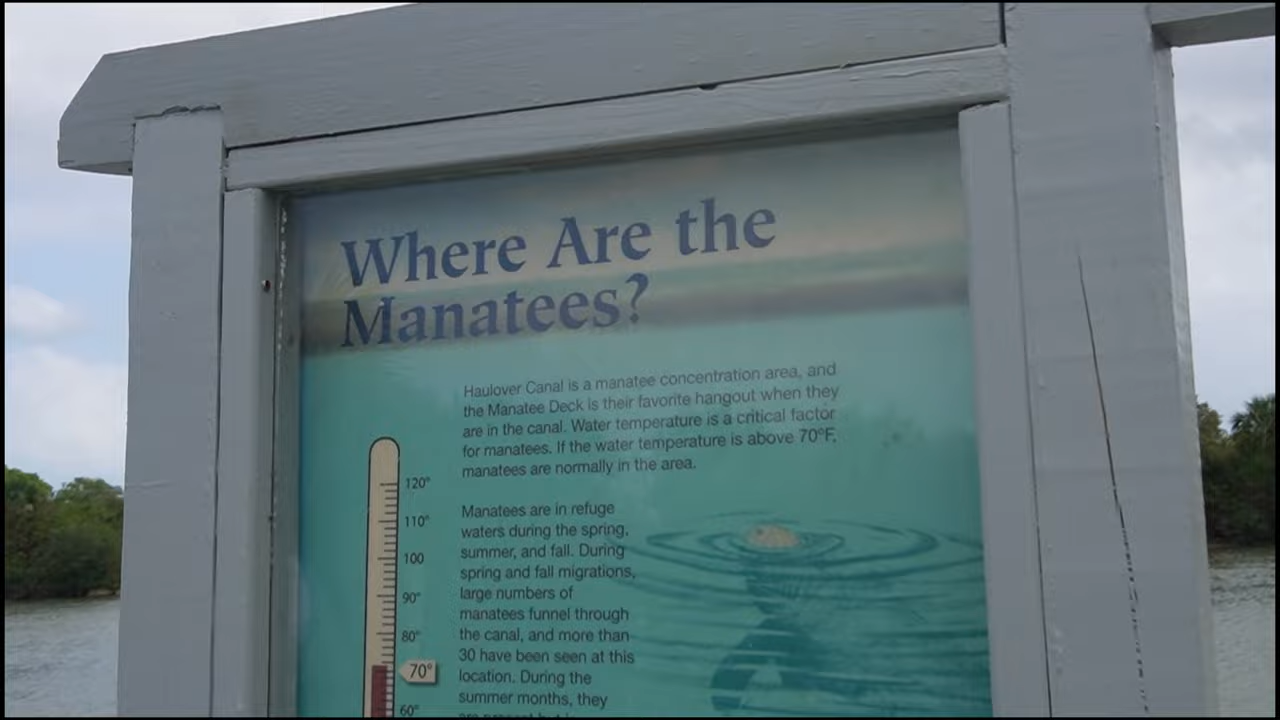 Where Are the
Manatees?
Haulover Canal is a manatee concentration area, and
the Manatee Deck is their favorite hangout when they
are in the canal. Water temperature is a critical factor
for manatees. If the water temperature is above 70°F,
manatees are normally in the area.
Manatees are in refuge
waters during the spring,
summer, and fall. During
spring and fall migrations,
large numbers of
manatees funnel through
the canal, and more than
30 have been seen at this
location. During the
summer months, they
120°
110°
100
90°
80°
70°
60°